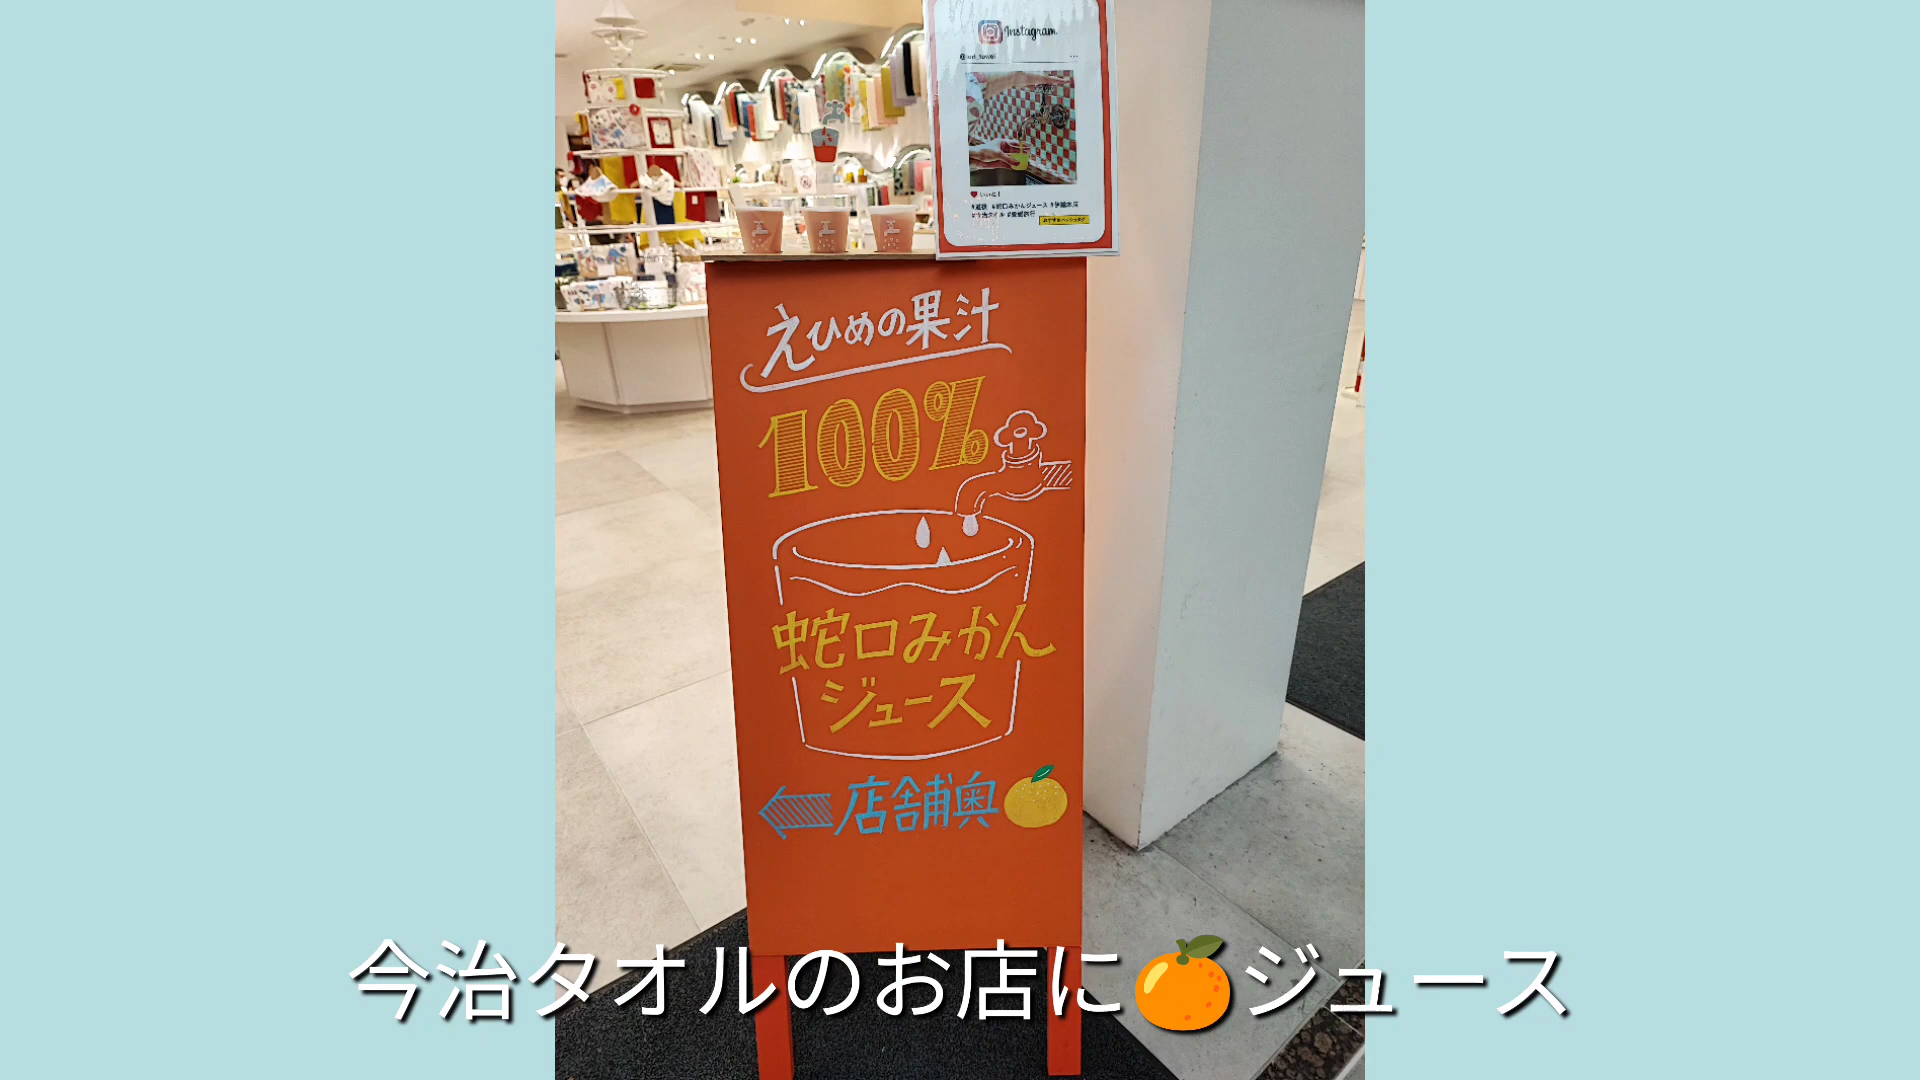 Instagram
えひめの果汁
100%
蛇口みかん
ジュース
店舗奥
今治タオルのお店に🍊ジュース